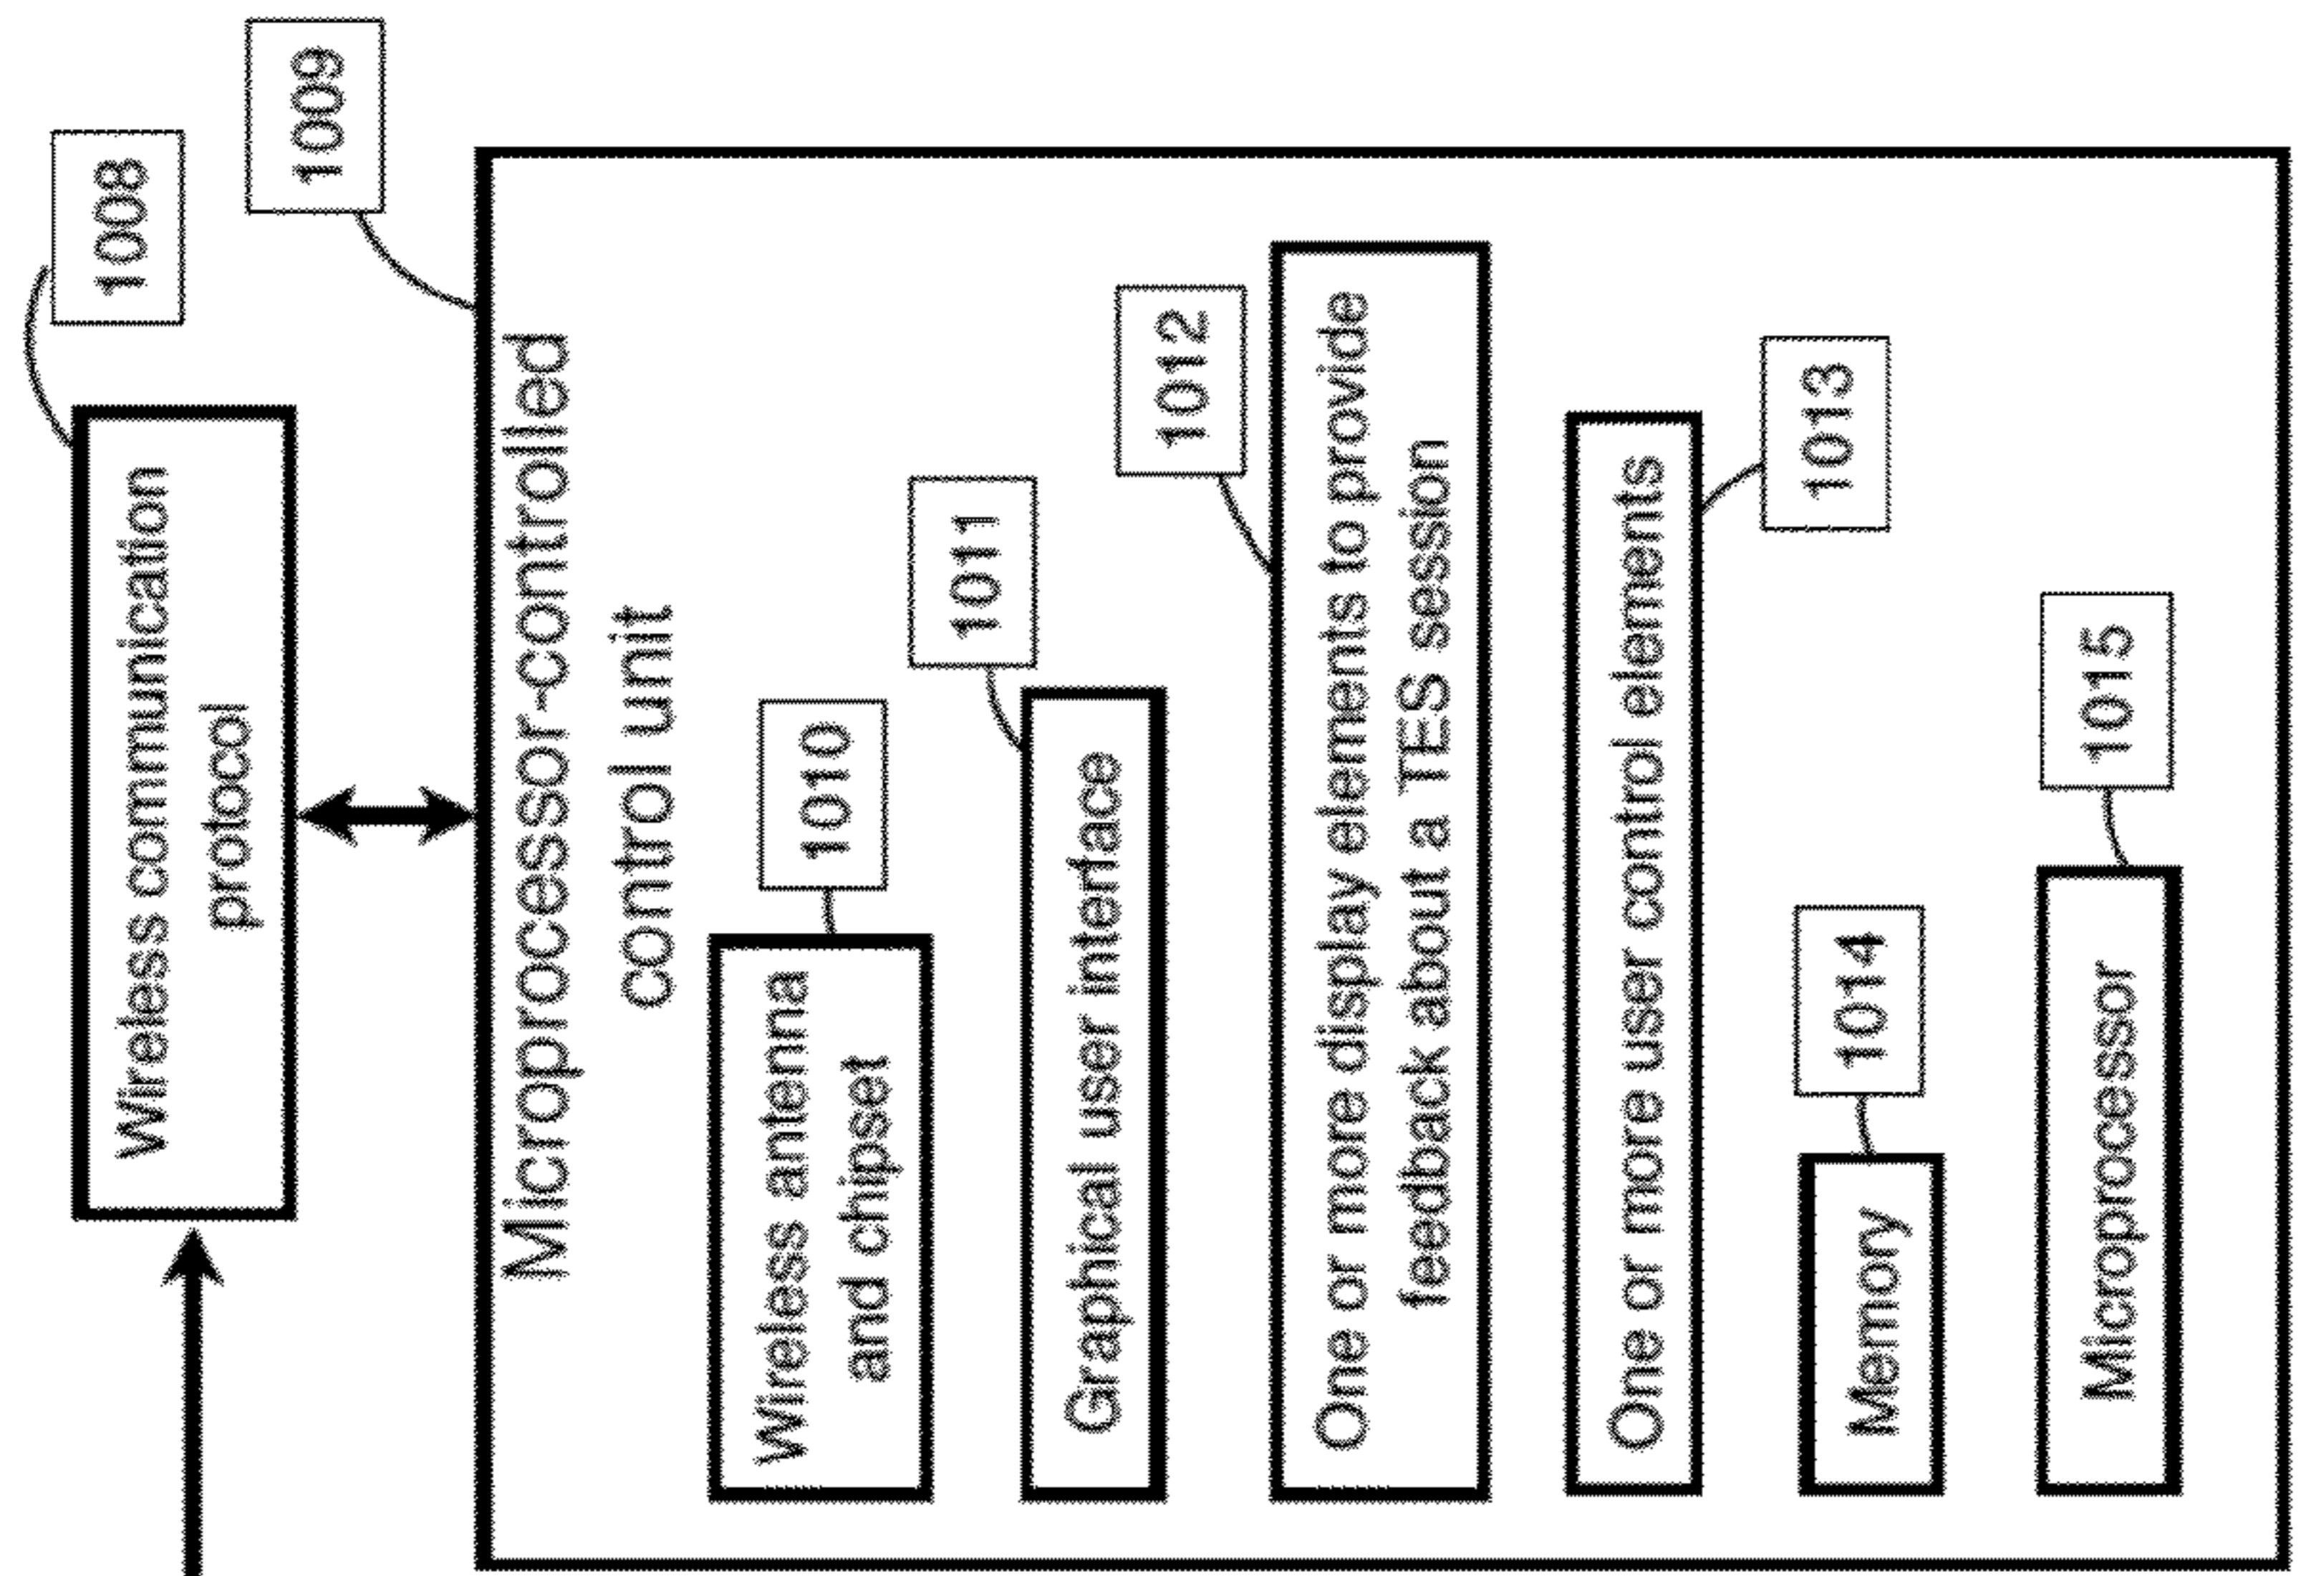 1008
Wireless communication
protocol
1009
Microprocessor-controlled
control unit
1010
Wireless antenna
and chipset
1011
Graphical user interface
1012
One or more display elements to provide
feedback about a TES session
One or more user control elements
1013
1014
Memory
1015
Microprocessor